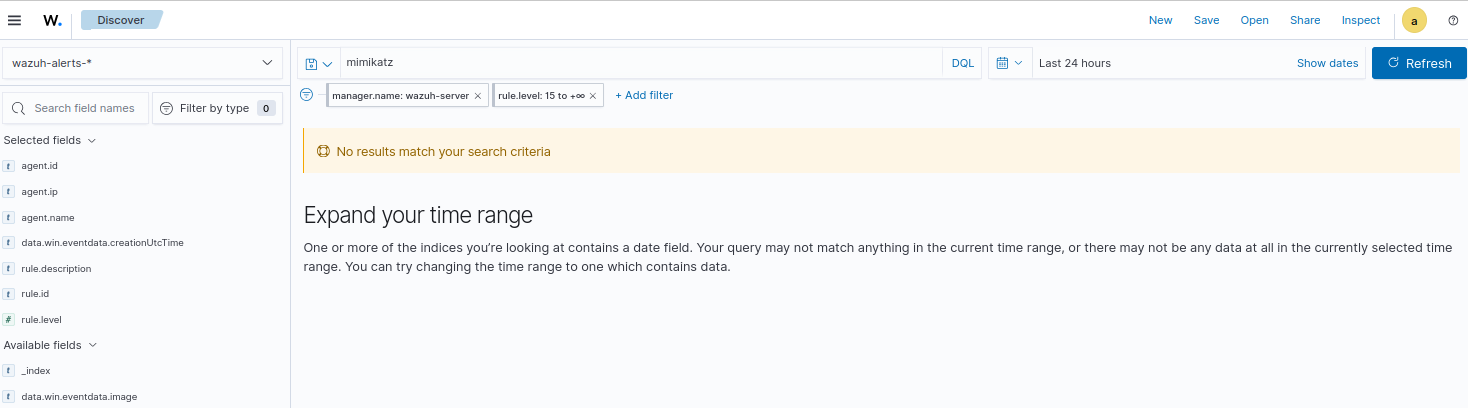 W. Discover New Save Open Share Inspect a
wazuh-alerts-*
mimikatz DQL Last 24 hours Show dates Refresh
manager.name: wazuh-server × rule.level: 15 to +∞ × + Add filter
Search field names Filter by type 0
Selected fields
t agent.id
t agent.ip
t agent.name
t data.win.eventdata.creationUtcTime
t rule.description
t rule.id
# rule.level
Available fields
t _index
t data.win.eventdata.image
No results match your search criteria
Expand your time range
One or more of the indices you’re looking at contains a date field. Your query may not match anything in the current time range, or there may not be any data at all in the currently selected time
range. You can try changing the time range to one which contains data.